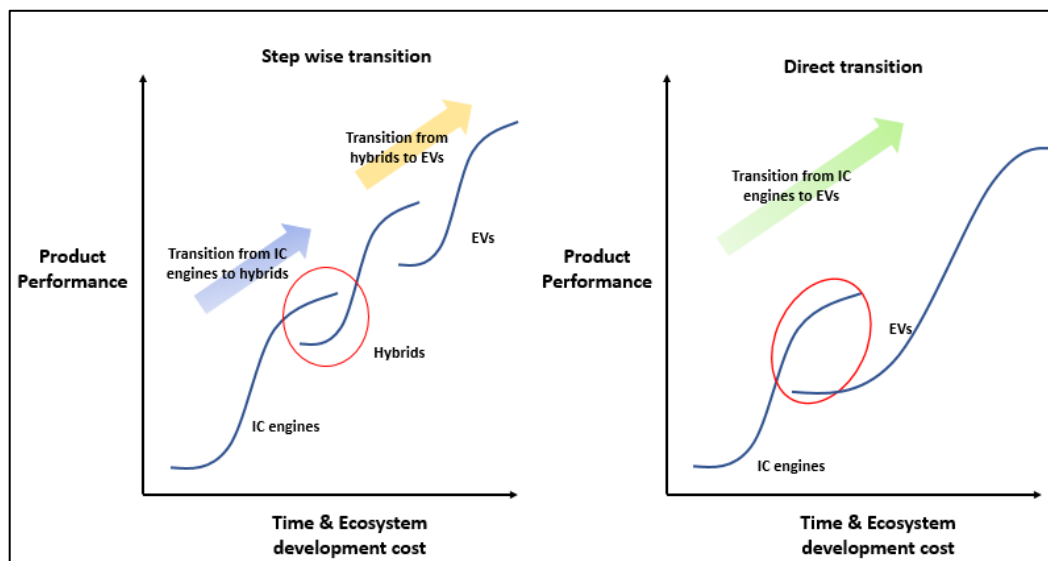 Step wise transition
Transition from
hybrids to EVs
Transition from IC
engines to hybrids
Product
Performance
EVs
Hybrids
IC engines
Time & Ecosystem
development cost
Direct transition
Transition from IC
engines to EVs
Product
Performance
EVs
IC engines
Time & Ecosystem
development cost